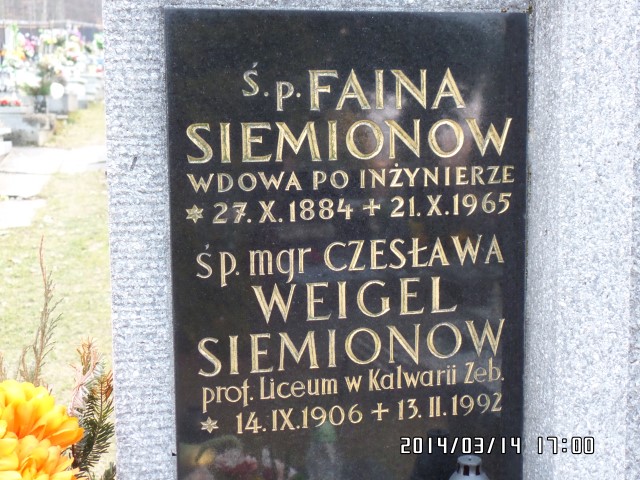 ś.p. FAINA
SIEMIONOW
WDOWA PO INŻYNIERZE
* 27.X.1884 + 21.X.1965
śp. mgr CZESŁAWA
WEIGEL
SIEMIONOW
prof. Liceum w Kalwarii Zeb.
* 14.IX.1906 + 13.II.1992
2014/03/14 17:00